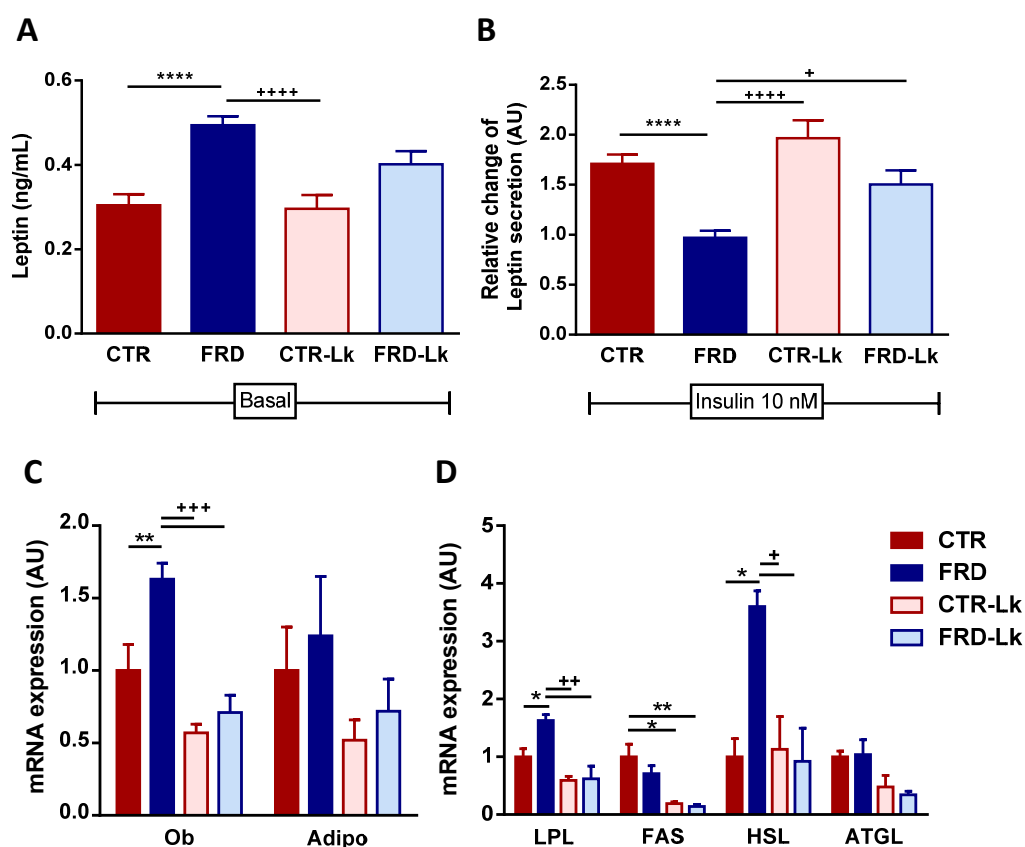 A
Leptin (ng/mL)
0.6
0.4
0.2
0.0
****
++++
CTR
FRD
CTR-Lk
FRD-Lk
Basal
B
Relative change of
Leptin secretion (AU)
2.5
2.0
1.5
1.0
0.5
0.0
****
++++
+
CTR
FRD
CTR-Lk
FRD-Lk
Insulin 10 nM
C
mRNA expression (AU)
2.0
1.5
1.0
0.5
0.0
**
+++
Ob
Adipo
D
mRNA expression (AU)
5
4
3
2
1
0
*
++
**
*
*
+
LPL
FAS
HSL
ATGL
CTR
FRD
CTR-Lk
FRD-Lk